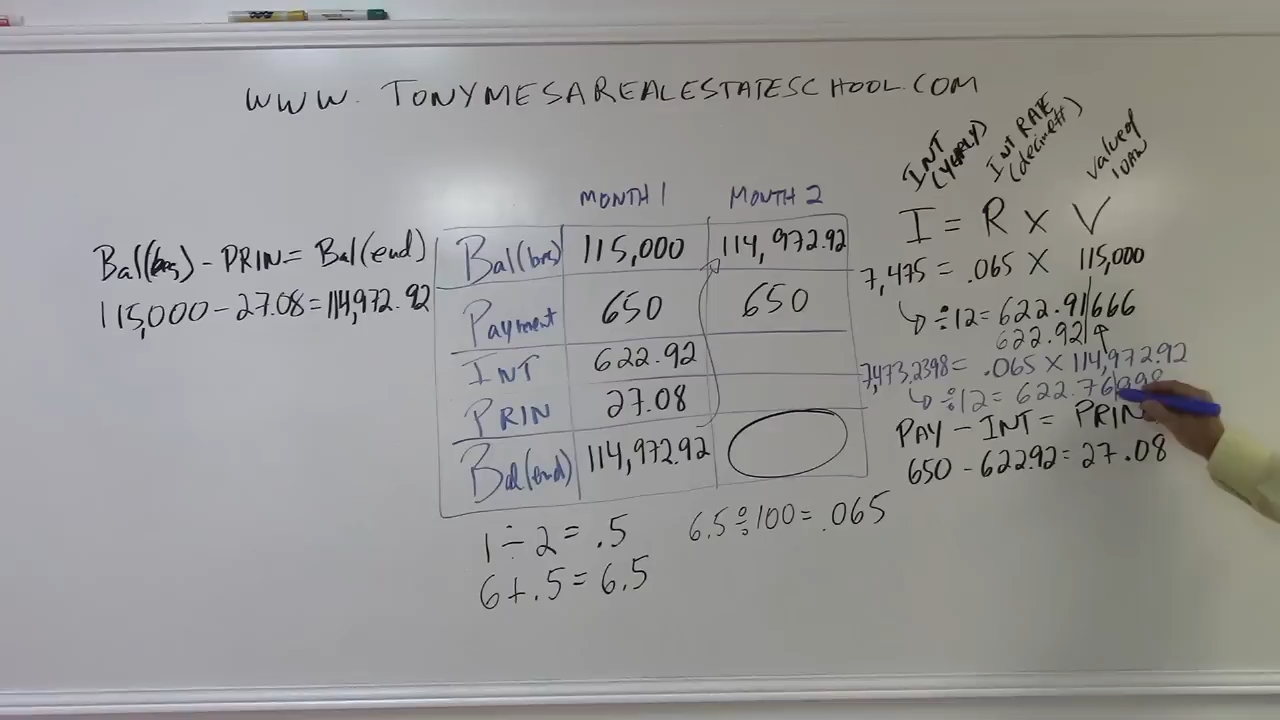 WWW. TONYMESAREALESTATESCHOOL.COM
INT (YEARLY)
INT RATE (decimal)
value of loan
I = R X V
MONTH 1 MONTH 2
Bal(beg) 115,000 114,972.92
Payment 650 650
INT 622.92
PRIN 27.08
Bal(end) 114,972.92
Bal(beg) - PRIN = Bal(end)
115,000 - 27.08 = 114,972.92
7,475 = .065 X 115,000
÷12 = 622.91|666
622.92
7,473.2398 = .065 X 114,972.92
÷12 = 622.76
PAY - INT = PRIN
650 - 622.92 = 27.08
1 ÷ 2 = .5
6 + .5 = 6.5
6.5 ÷ 100 = .065